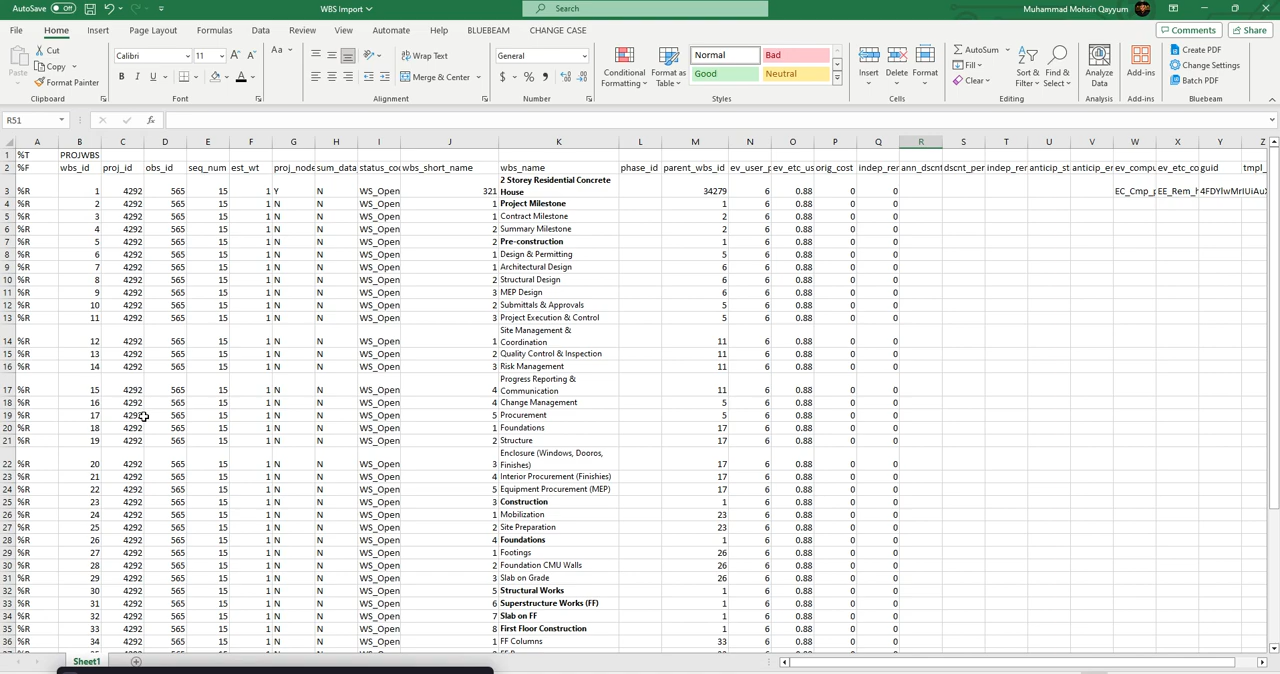 AutoSave Off WBS Import Search Muhammad Mohsin Qayyum
File Home Insert Page Layout Formulas Data Review View Automate Help BLUEBEAM CHANGE CASE Comments Share
Paste Cut Copy Format Painter Clipboard
Calibri 11 B I U Font
Wrap Text Merge & Center Alignment
General $ % Number
Conditional Formatting Format as Table Normal Bad Good Neutral Styles
Insert Delete Format Cells
AutoSum Fill Clear Sort & Filter Find & Select Editing
Analyze Data Analysis
Add-ins Add-ins
Create PDF Change Settings Batch PDF Bluebeam
R51 fx
A B C D E F G H I J K L M N O P Q R S T U V W X Y Z
1 %T PROJWBS
2 %F wbs_id proj_id obs_id seq_num est_wt proj_node sum_data status_co wbs_short_name wbs_name phase_id parent_wbs_id ev_user_p ev_etc_us orig_cost indep_rer ann_dscnt dscnt_per indep_rer anticip_st anticip_er ev_compu ev_etc_co guid tmpl_
3 %R 1 4292 565 15 1 Y N WS_Open 321 2 Storey Residential Concrete House 34279 6 0.88 0 0 EC_Cmp_p EE_Rem_h
4 %R 2 4292 565 15 1 N N WS_Open 1 Project Milestone 1 6 0.88 0 0
5 %R 3 4292 565 15 1 N N WS_Open 1 Contract Milestone 2 6 0.88 0 0
6 %R 4 4292 565 15 1 N N WS_Open 2 Summary Milestone 2 6 0.88 0 0
7 %R 5 4292 565 15 1 N N WS_Open 2 Pre-construction 1 6 0.88 0 0
8 %R 6 4292 565 15 1 N N WS_Open 1 Design & Permitting 5 6 0.88 0 0
9 %R 7 4292 565 15 1 N N WS_Open 1 Architectural Design 6 6 0.88 0 0
10 %R 8 4292 565 15 1 N N WS_Open 2 Structural Design 6 6 0.88 0 0
11 %R 9 4292 565 15 1 N N WS_Open 3 MEP Design 6 6 0.88 0 0
12 %R 10 4292 565 15 1 N N WS_Open 2 Submittals & Approvals 5 6 0.88 0 0
13 %R 11 4292 565 15 1 N N WS_Open 3 Project Execution & Control 5 6 0.88 0 0
14 %R 12 4292 565 15 1 N N WS_Open 1 Site Management & Coordination 11 6 0.88 0 0
15 %R 13 4292 565 15 1 N N WS_Open 2 Quality Control & Inspection 11 6 0.88 0 0
16 %R 14 4292 565 15 1 N N WS_Open 3 Risk Management 11 6 0.88 0 0
17 %R 15 4292 565 15 1 N N WS_Open 4 Progress Reporting & Communication 11 6 0.88 0 0
18 %R 16 4292 565 15 1 N N WS_Open 4 Change Management 5 6 0.88 0 0
19 %R 17 4292 565 15 1 N N WS_Open 5 Procurement 5 6 0.88 0 0
20 %R 18 4292 565 15 1 N N WS_Open 1 Foundations 17 6 0.88 0 0
21 %R 19 4292 565 15 1 N N WS_Open 2 Structure 17 6 0.88 0 0
22 %R 20 4292 565 15 1 N N WS_Open 3 Enclosure (Windows, Dooros, Finishes) 17 6 0.88 0 0
23 %R 21 4292 565 15 1 N N WS_Open 4 Interior Procurement (Finishies) 17 6 0.88 0 0
24 %R 22 4292 565 15 1 N N WS_Open 5 Equipment Procurement (MEP) 17 6 0.88 0 0
25 %R 23 4292 565 15 1 N N WS_Open 3 Construction 1 6 0.88 0 0
26 %R 24 4292 565 15 1 N N WS_Open 1 Mobilization 23 6 0.88 0 0
27 %R 25 4292 565 15 1 N N WS_Open 2 Site Preparation 23 6 0.88 0 0
28 %R 26 4292 565 15 1 N N WS_Open 4 Foundations 1 6 0.88 0 0
29 %R 27 4292 565 15 1 N N WS_Open 1 Footings 26 6 0.88 0 0
30 %R 28 4292 565 15 1 N N WS_Open 2 Foundation CMU Walls 26 6 0.88 0 0
31 %R 29 4292 565 15 1 N N WS_Open 3 Slab on Grade 26 6 0.88 0 0
32 %R 30 4292 565 15 1 N N WS_Open 5 Structural Works 1 6 0.88 0 0
33 %R 31 4292 565 15 1 N N WS_Open 6 Superstructure Works (FF) 1 6 0.88 0 0
34 %R 32 4292 565 15 1 N N WS_Open 7 Slab on FF 1 6 0.88 0 0
35 %R 33 4292 565 15 1 N N WS_Open 8 First Floor Construction 1 6 0.88 0 0
36 %R 34 4292 565 15 1 N N WS_Open 1 FF Columns 33 6 0.88 0 0
Sheet1